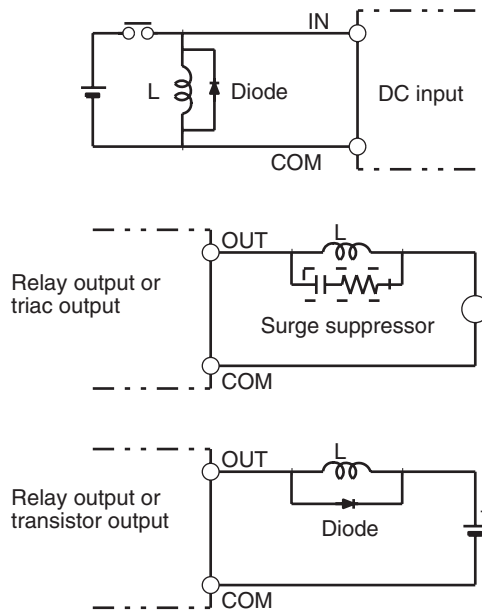 IN
L
Diode
DC input
COM
OUT
L
Relay output or
triac output
Surge suppressor
COM
OUT
L
Relay output or
transistor output
Diode
COM